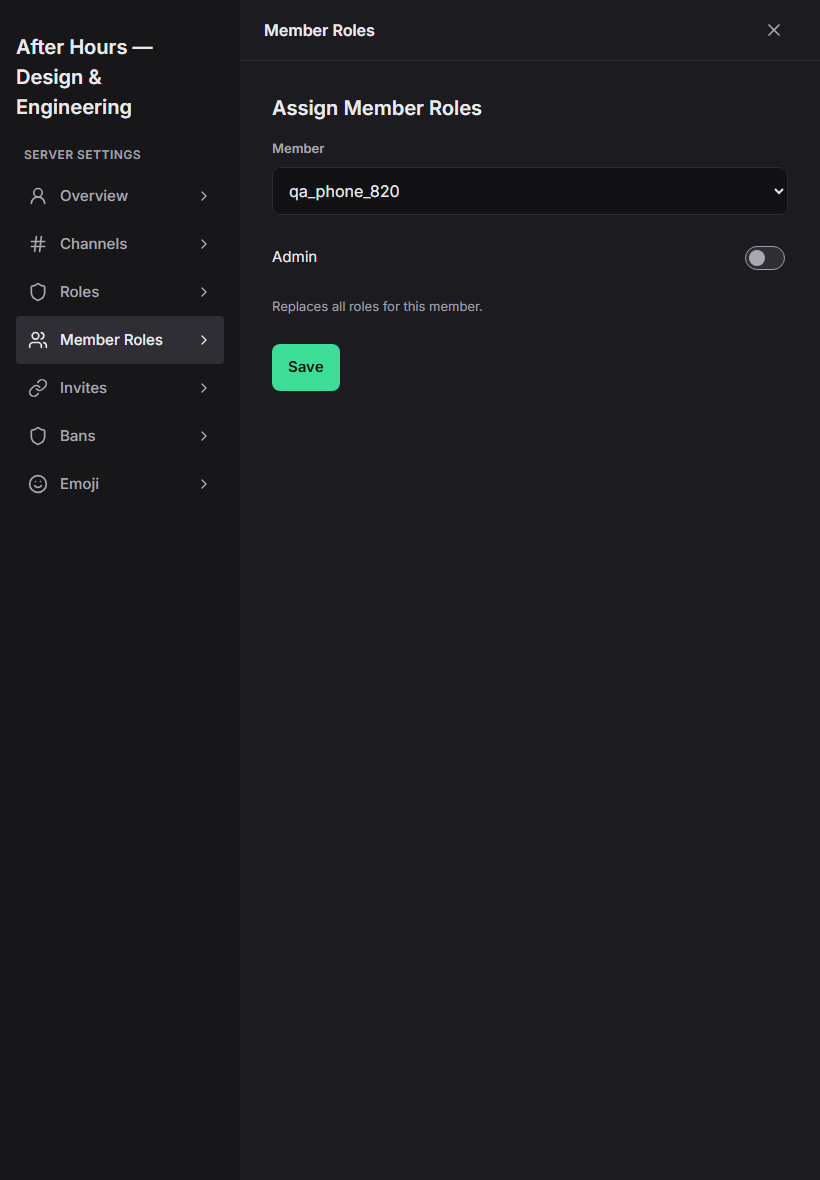 After Hours —
Design &
Engineering
SERVER SETTINGS
Overview
Channels
Roles
Member Roles
Invites
Bans
Emoji
Member Roles
Assign Member Roles
Member
qa_phone_820
Admin
Replaces all roles for this member.
Save